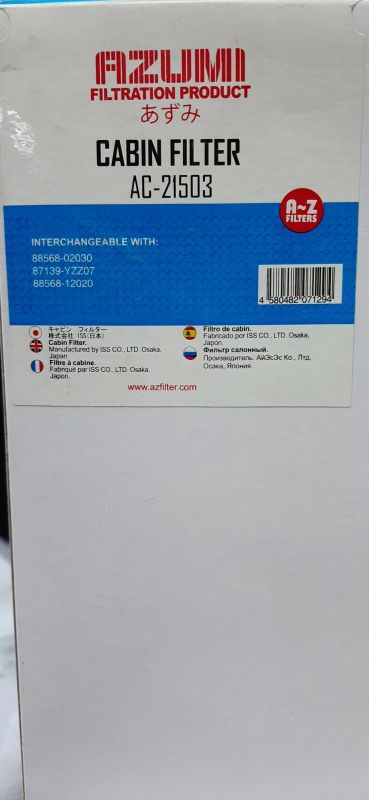 AZUMI
FILTRATION PRODUCT
あずみ
CABIN FILTER
AC-21503
A~Z
FILTERS
INTERCHANGEABLE WITH:
88568-02030
87139-YZZ07
88568-12020
4 580482 071294
キャビン フィルター
株式会社 ISS(日本)
Cabin Filter.
Manufactured by ISS CO., LTD. Osaka,
Japan
Filtre à cabine.
Fabriqué par ISS CO., LTD. Osaka,
Japon.
Filtro de cabin.
Fabricado por ISS CO., LTD. Osaka,
Japon.
Фильтр салонный.
Производитель: АйЭсЭс Ко., Лтд.
Осака, Япония.
www.azfilter.com